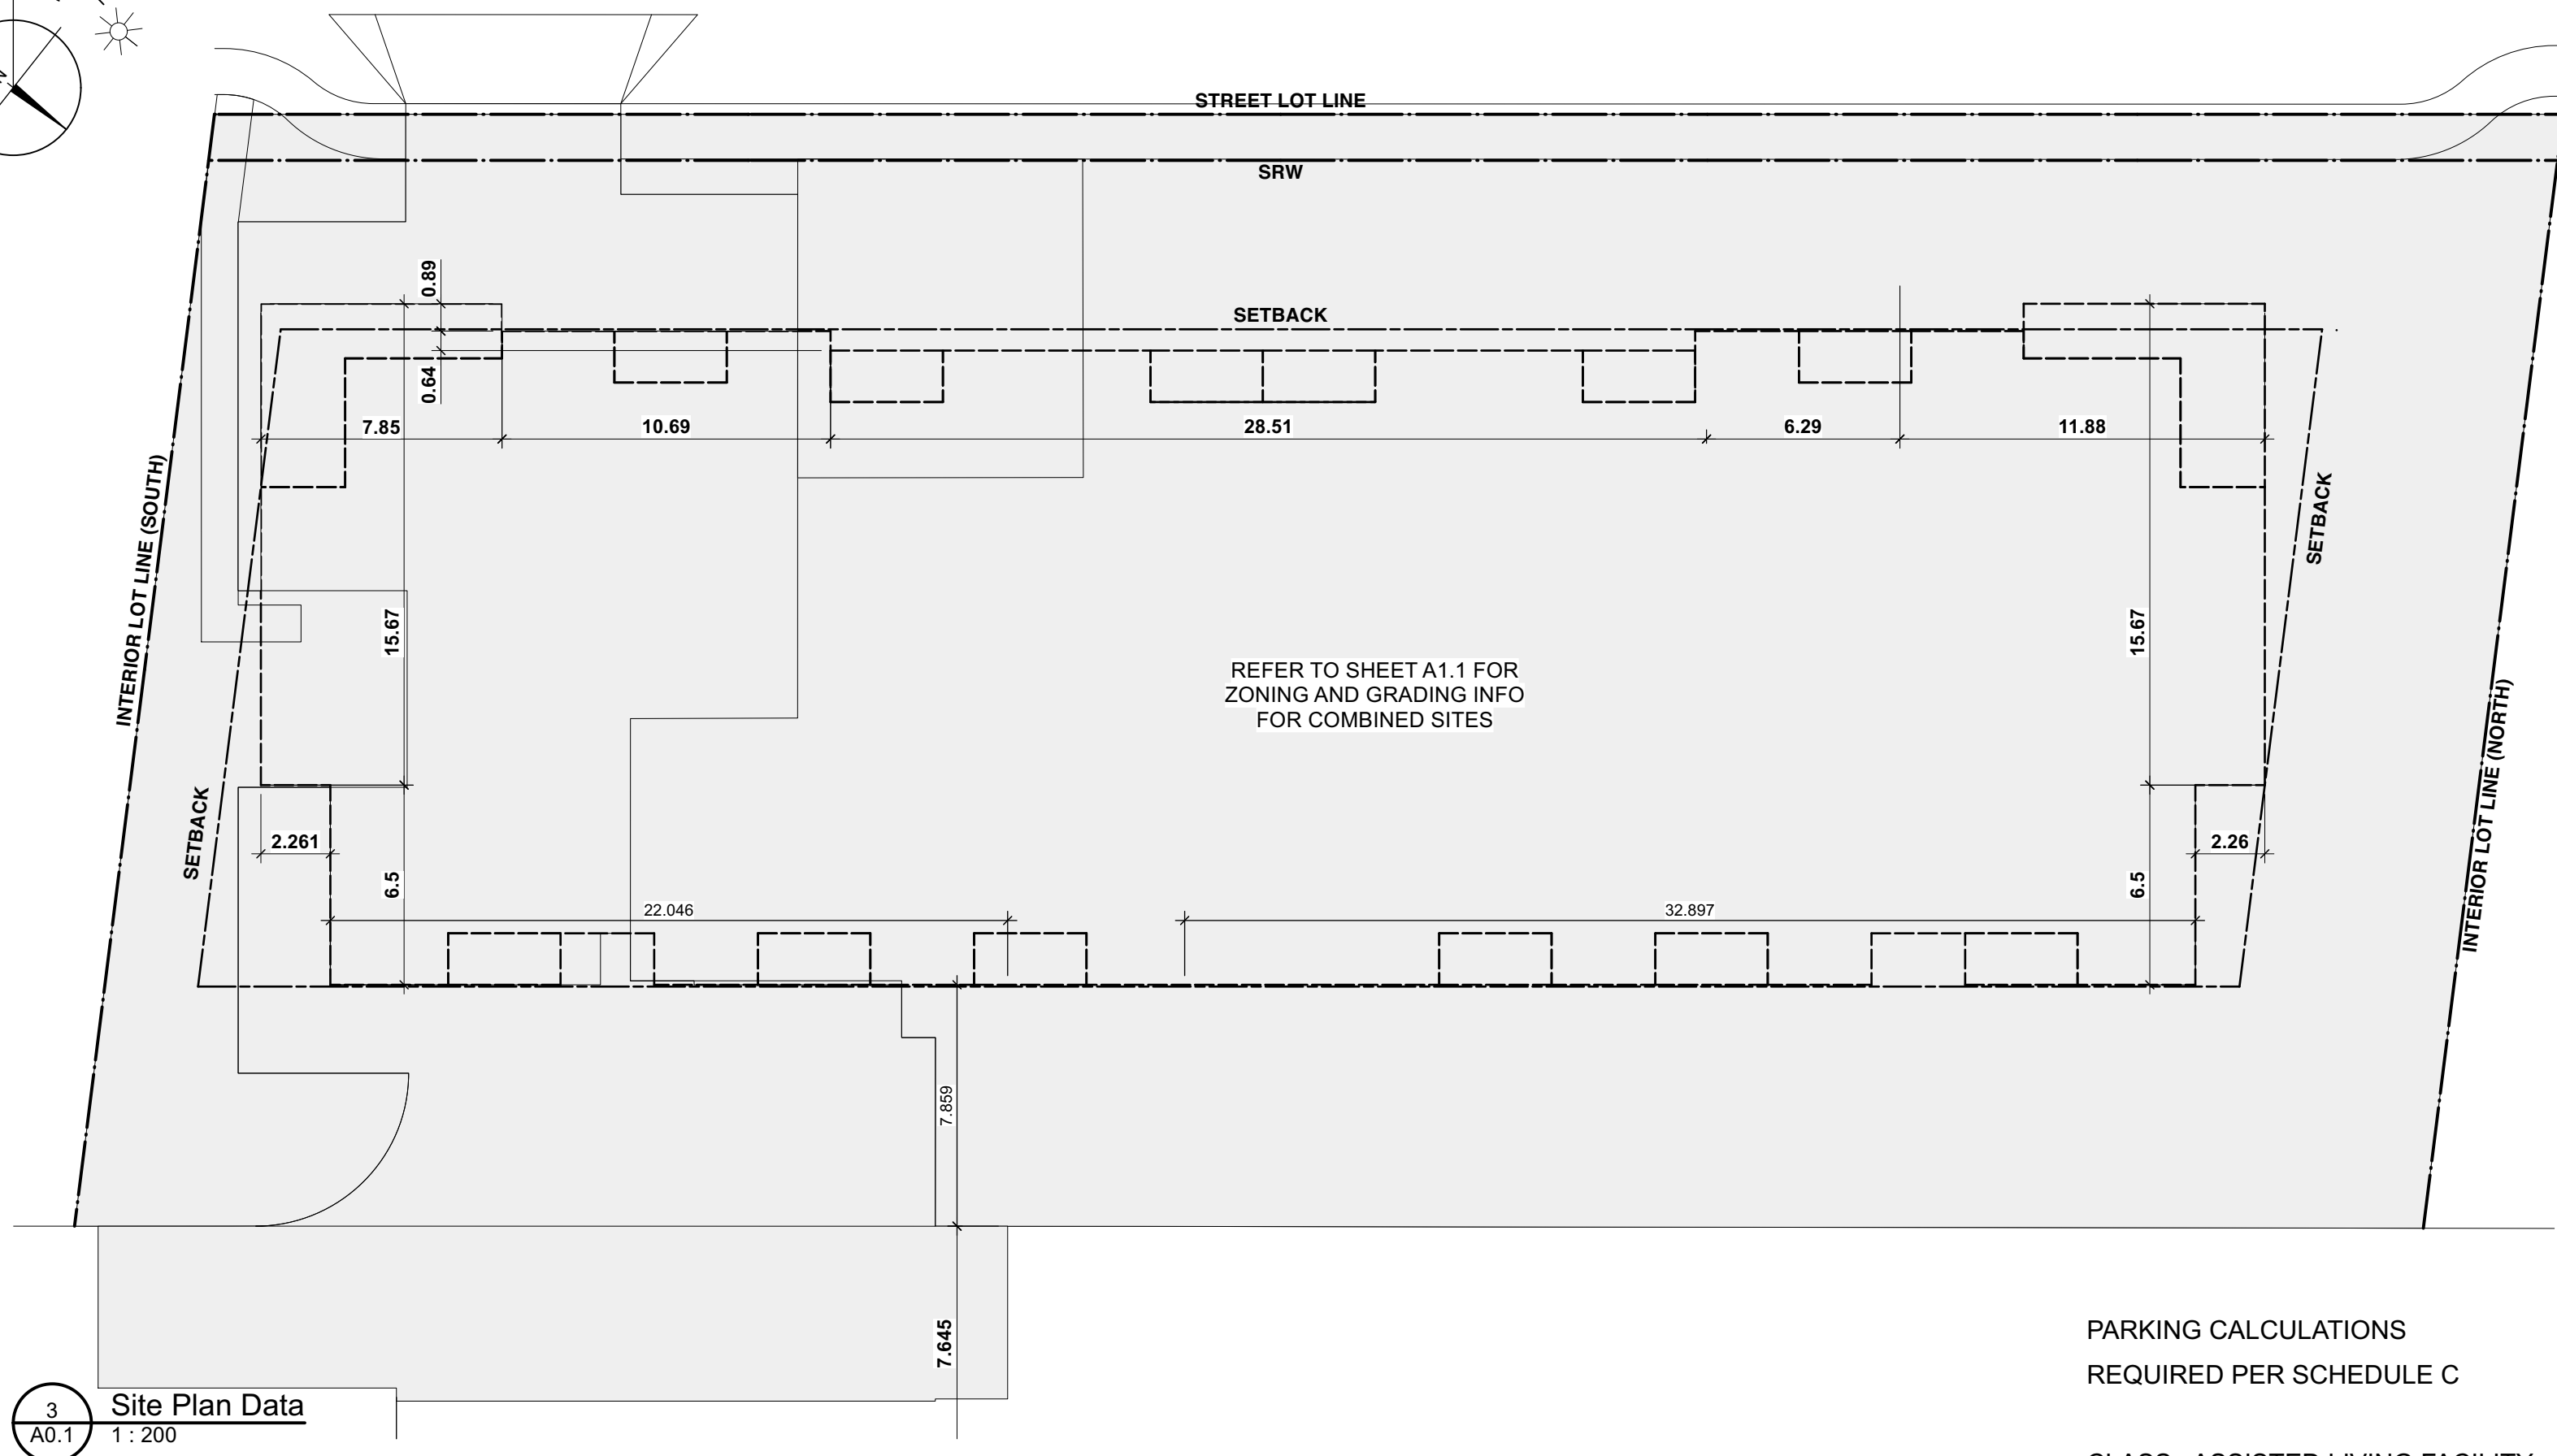 STREET LOT LINE
SRW
0.89
SETBACK
0.64
7.85
10.69
28.51
6.29
11.88
INTERIOR LOT LINE (SOUTH)
SETBACK
15.67
15.67
REFER TO SHEET A1.1 FOR
ZONING AND GRADING INFO
FOR COMBINED SITES
INTERIOR LOT LINE (NORTH)
SETBACK
2.261
2.26
6.5
6.5
22.046
32.897
7.859
7.645
PARKING CALCULATIONS
REQUIRED PER SCHEDULE C
3
A0.1
Site Plan Data
1 : 200